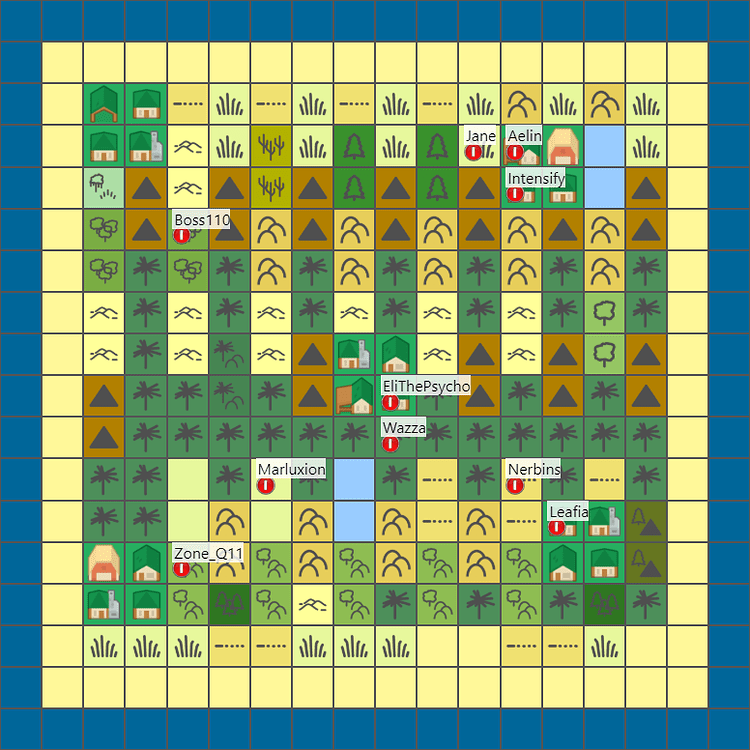 Jane
Aelin
Intensify
Boss110
EliThePsycho
Wazza
Marluxion
Nerbins
Leafia
Zone_Q11